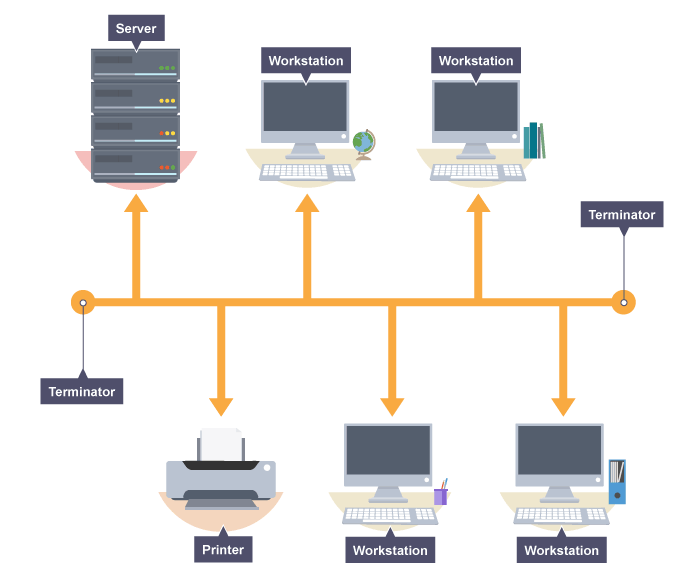 Server
Workstation
Workstation
Terminator
Terminator
Printer
Workstation
Workstation